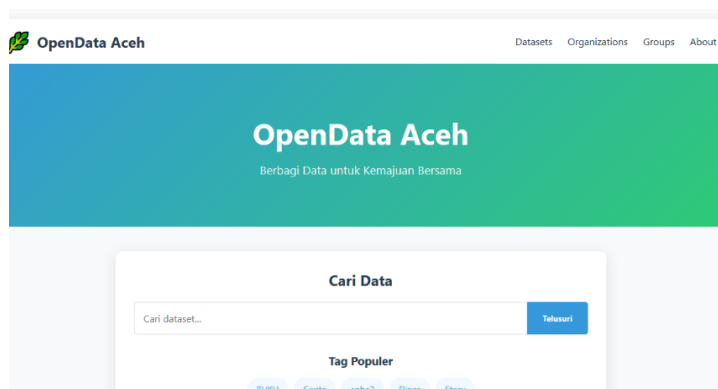 OpenData Aceh
Datasets Organizations Groups About
OpenData Aceh
Berbagi Data untuk Kemajuan Bersama
Cari Data
Cari dataset...
Telusuri
Tag Populer